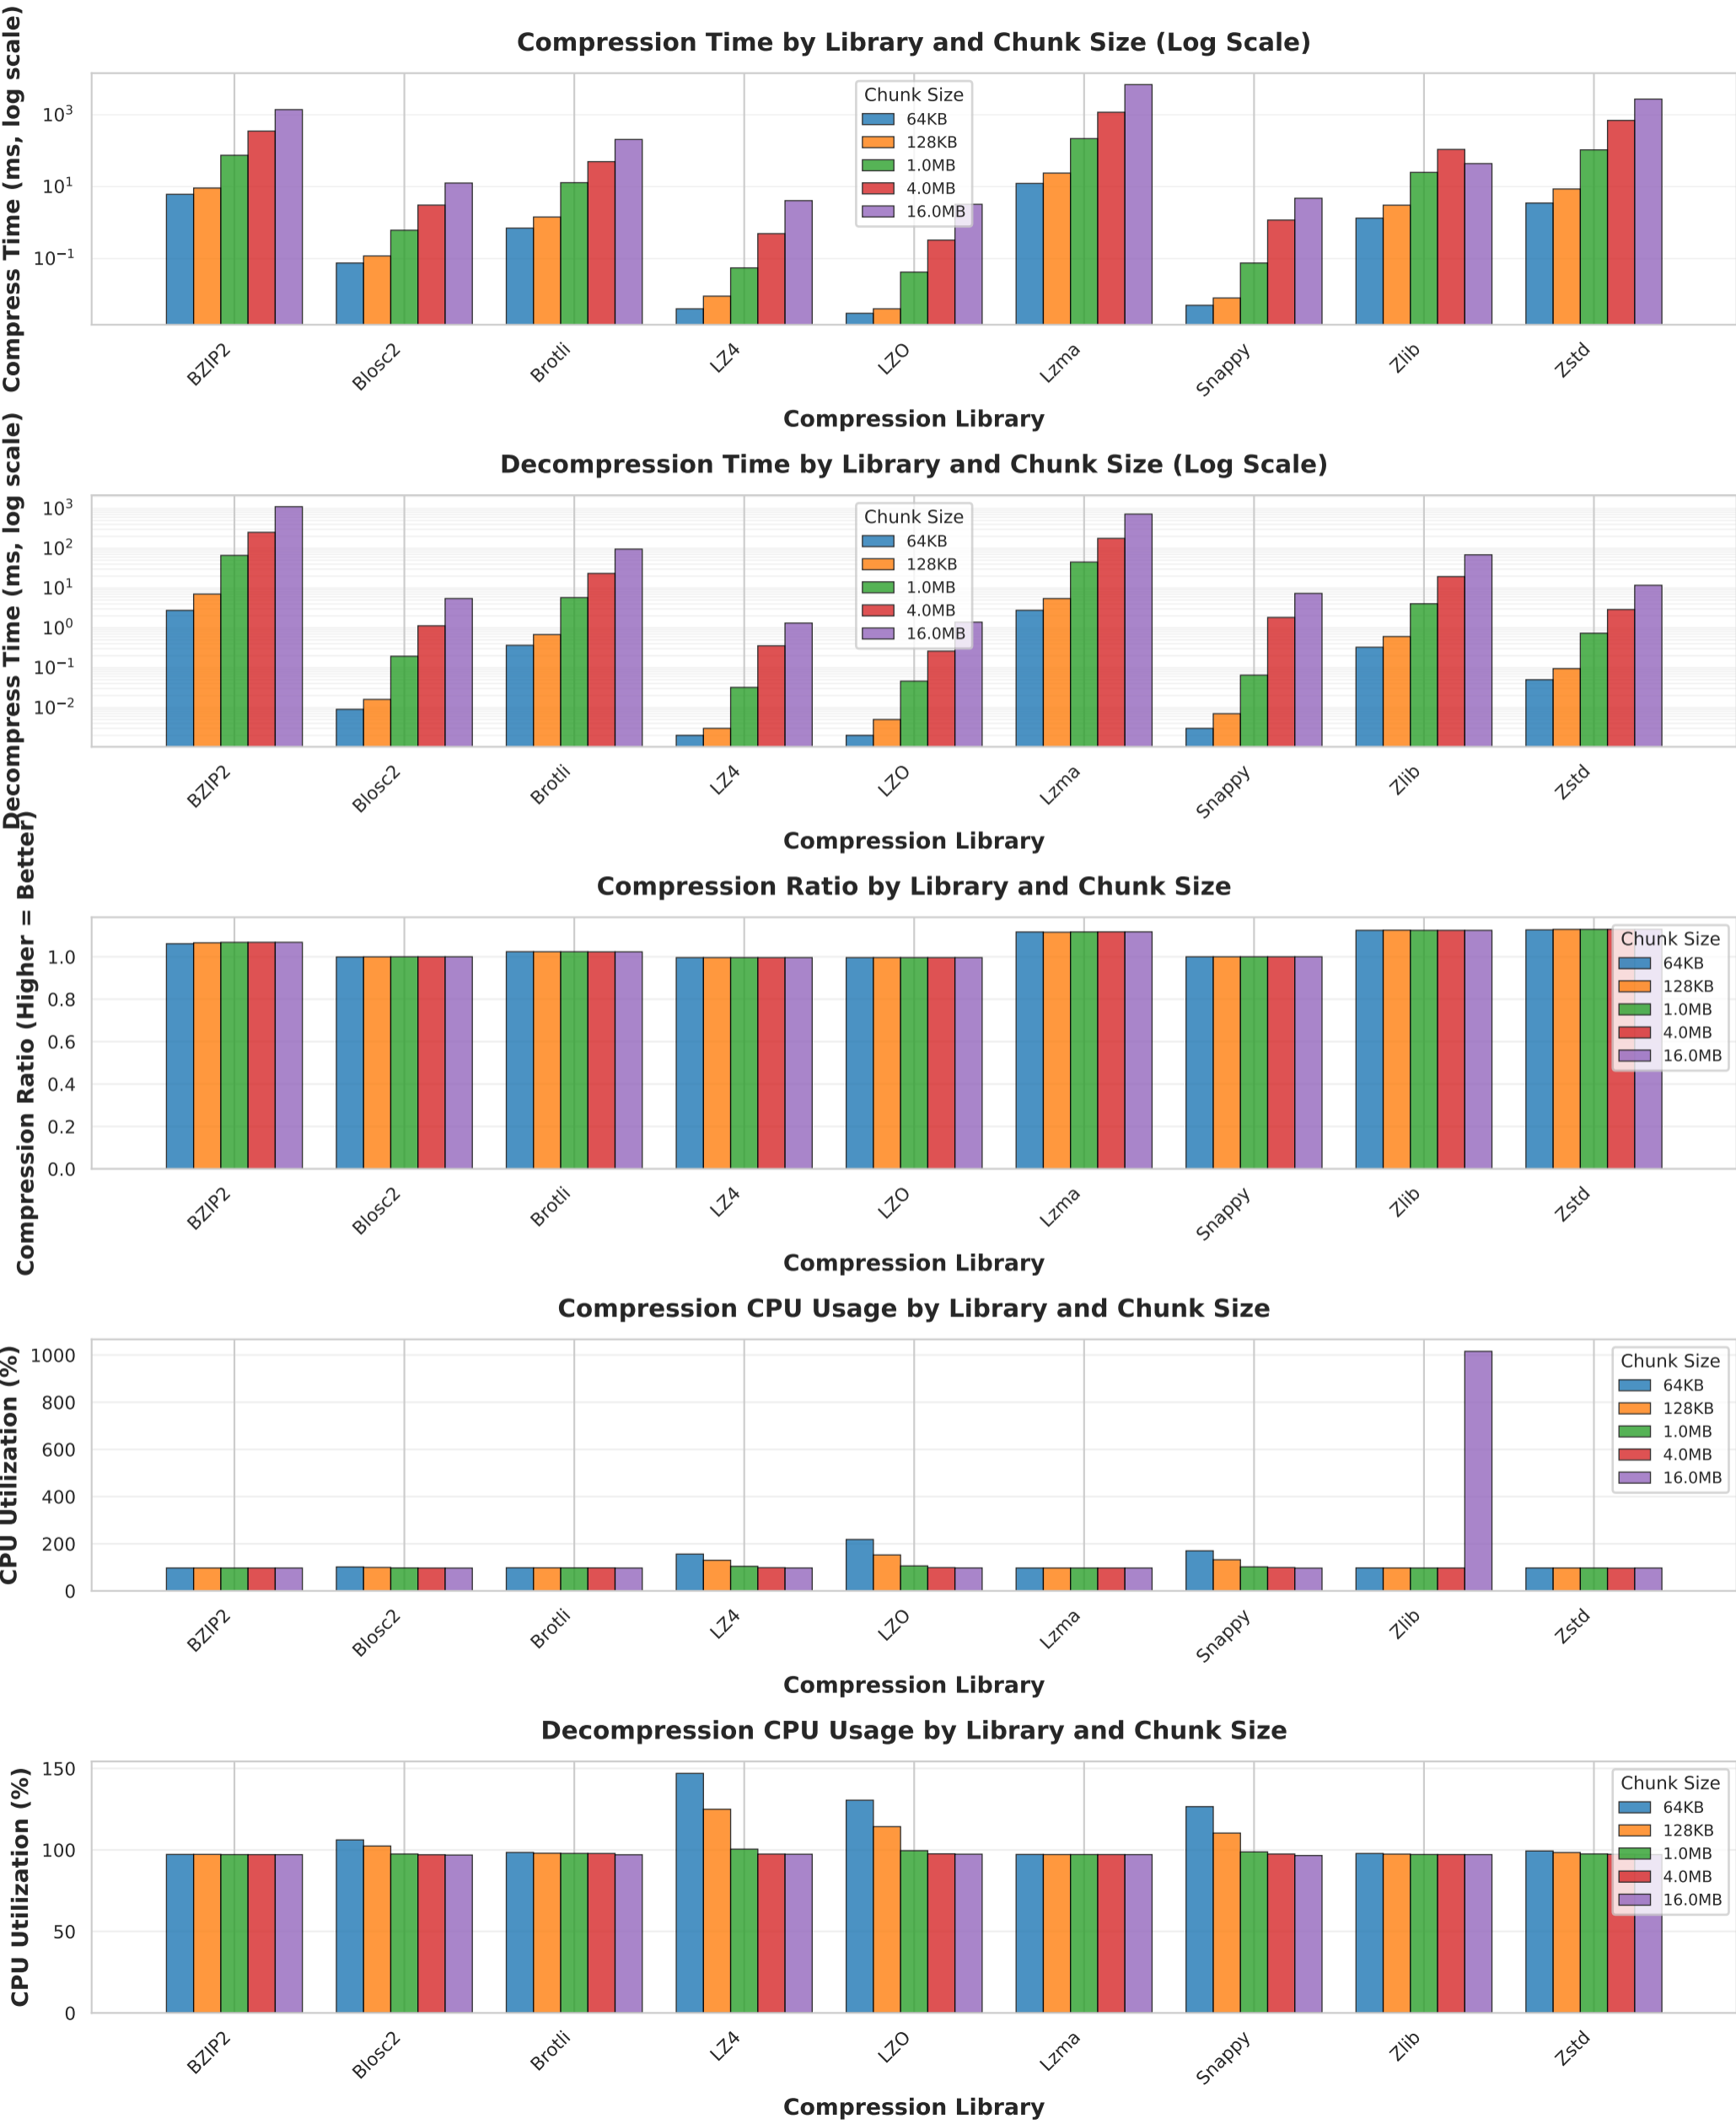 Compression Time by Library and Chunk Size (Log Scale)
Compress Time (ms, log scale)
10³
10¹
10⁻¹
Chunk Size
64KB
128KB
1.0MB
4.0MB
16.0MB
BZIP2
Blosc2
Brotli
LZ4
LZO
Lzma
Snappy
Zlib
Zstd
Compression Library
Decompression Time by Library and Chunk Size (Log Scale)
Decompress Time (ms, log scale)
10³
10²
10¹
10⁰
10⁻¹
10⁻²
Chunk Size
64KB
128KB
1.0MB
4.0MB
16.0MB
BZIP2
Blosc2
Brotli
LZ4
LZO
Lzma
Snappy
Zlib
Zstd
Compression Library
Compression Ratio by Library and Chunk Size
Compression Ratio (Higher = Better)
1.0
0.8
0.6
0.4
0.2
0.0
Chunk Size
64KB
128KB
1.0MB
4.0MB
16.0MB
BZIP2
Blosc2
Brotli
LZ4
LZO
Lzma
Snappy
Zlib
Zstd
Compression Library
Compression CPU Usage by Library and Chunk Size
CPU Utilization (%)
1000
800
600
400
200
0
Chunk Size
64KB
128KB
1.0MB
4.0MB
16.0MB
BZIP2
Blosc2
Brotli
LZ4
LZO
Lzma
Snappy
Zlib
Zstd
Compression Library
Decompression CPU Usage by Library and Chunk Size
CPU Utilization (%)
150
100
50
0
Chunk Size
64KB
128KB
1.0MB
4.0MB
16.0MB
BZIP2
Blosc2
Brotli
LZ4
LZO
Lzma
Snappy
Zlib
Zstd
Compression Library